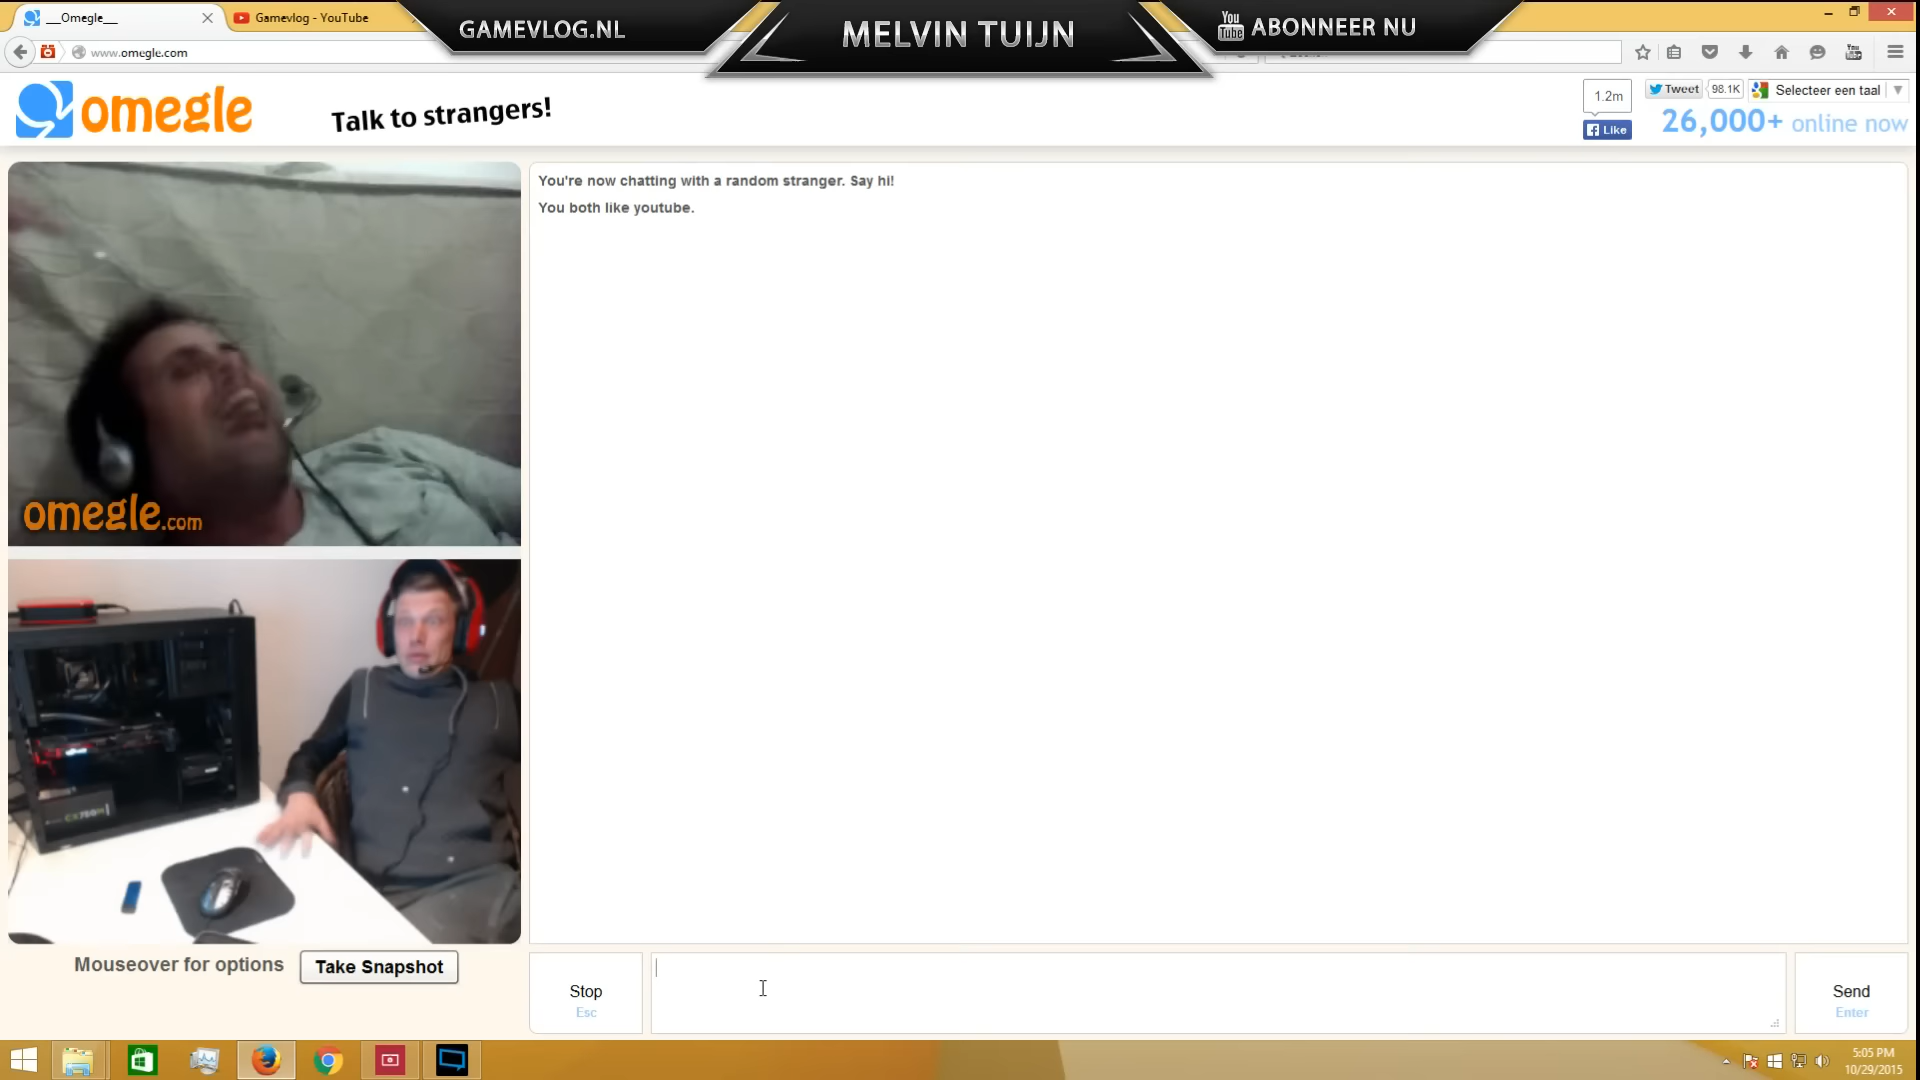 __Omegle__
Gamevlog - YouTube
GAMEVLOG.NL
MELVIN TUIJN
You Tube ABONNEER NU
www.omegle.com
omegle
Talk to strangers!
1.2m
Like
Tweet
98.1K
Selecteer een taal
26,000+ online now
You're now chatting with a random stranger. Say hi!
You both like youtube.
omegle.com
CX750M
Mouseover for options
Take Snapshot
Stop
Esc
Send
Enter
5:05 PM
10/29/2015